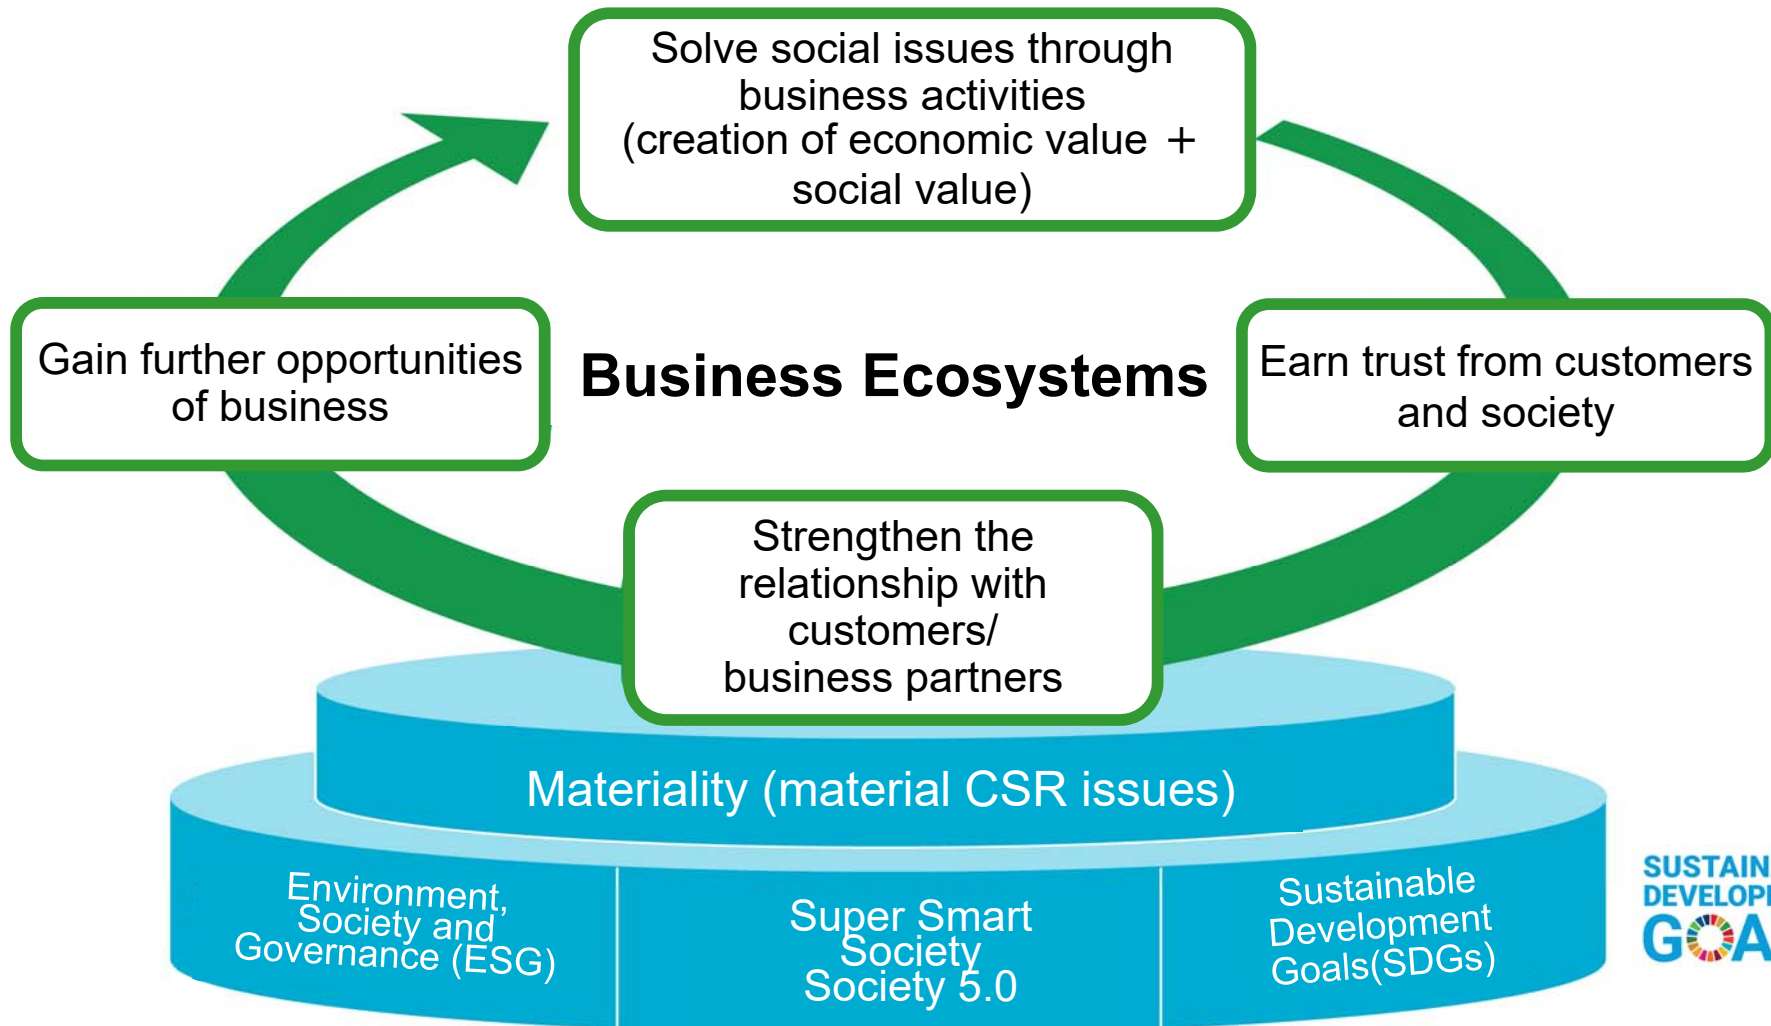 Solve social issues through
business activities
(creation of economic value +
social value)
Gain further opportunities
of business
Business Ecosystems
Earn trust from customers
and society
Strengthen the
relationship with
customers/
business partners
Materiality (material CSR issues)
Environment,
Society and
Governance (ESG)
Super Smart
Society
Society 5.0
Sustainable
Development
Goals(SDGs)
SUSTAIN
DEVELOP
GOA